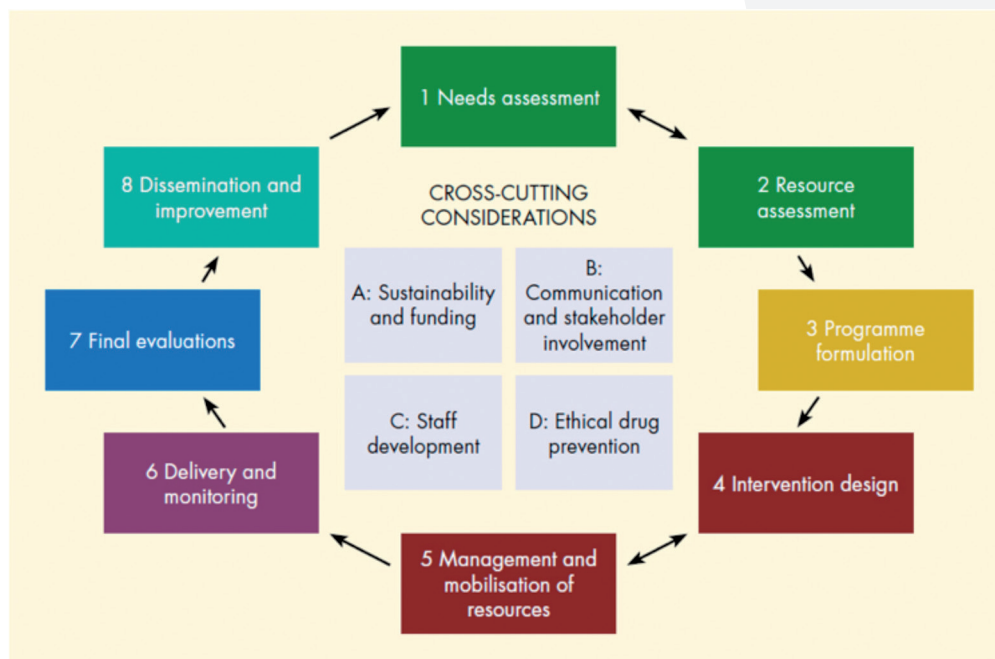 1 Needs assessment
2 Resource
assessment
3 Programme
formulation
4 Intervention design
5 Management and
mobilisation of
resources
6 Delivery and
monitoring
7 Final evaluations
8 Dissemination and
improvement
CROSS-CUTTING
CONSIDERATIONS
A: Sustainability
and funding
B:
Communication
and stakeholder
involvement
C: Staff
development
D: Ethical drug
prevention